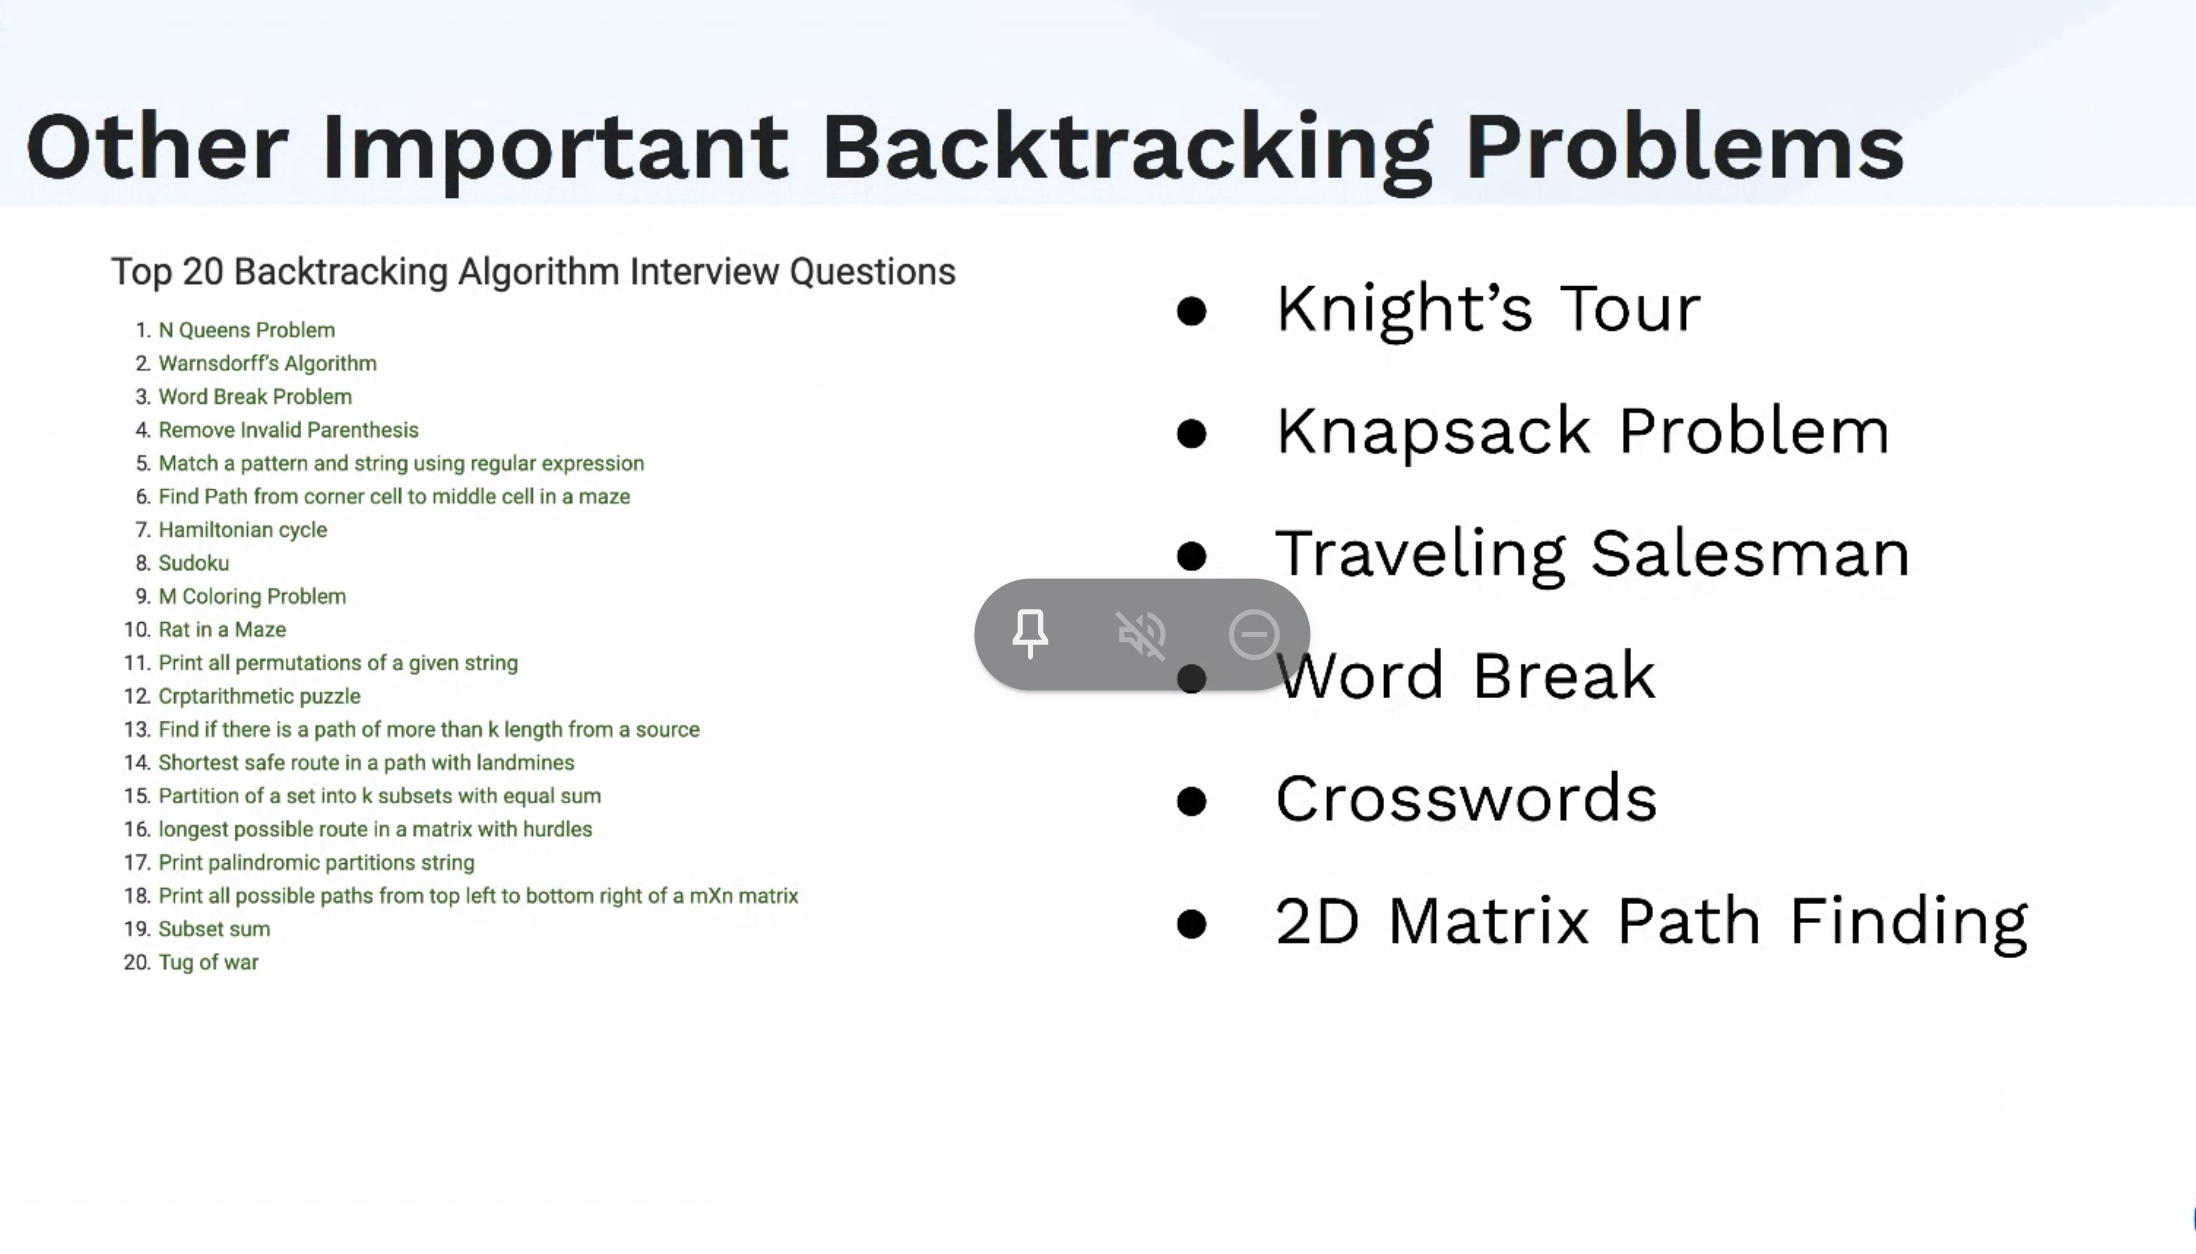 Other Important Backtracking Problems
Top 20 Backtracking Algorithm Interview Questions
1. N Queens Problem
2. Warnsdorff's Algorithm
3. Word Break Problem
4. Remove Invalid Parenthesis
5. Match a pattern and string using regular expression
6. Find Path from corner cell to middle cell in a maze
7. Hamiltonian cycle
8. Sudoku
9. M Coloring Problem
10. Rat in a Maze
11. Print all permutations of a given string
12. Crptarithmetic puzzle
13. Find if there is a path of more than k length from a source
14. Shortest safe route in a path with landmines
15. Partition of a set into k subsets with equal sum
16. longest possible route in a matrix with hurdles
17. Print palindromic partitions string
18. Print all possible paths from top left to bottom right of a mXn matrix
19. Subset sum
20. Tug of war
● Knight’s Tour
● Knapsack Problem
● Traveling Salesman
● Word Break
● Crosswords
● 2D Matrix Path Finding